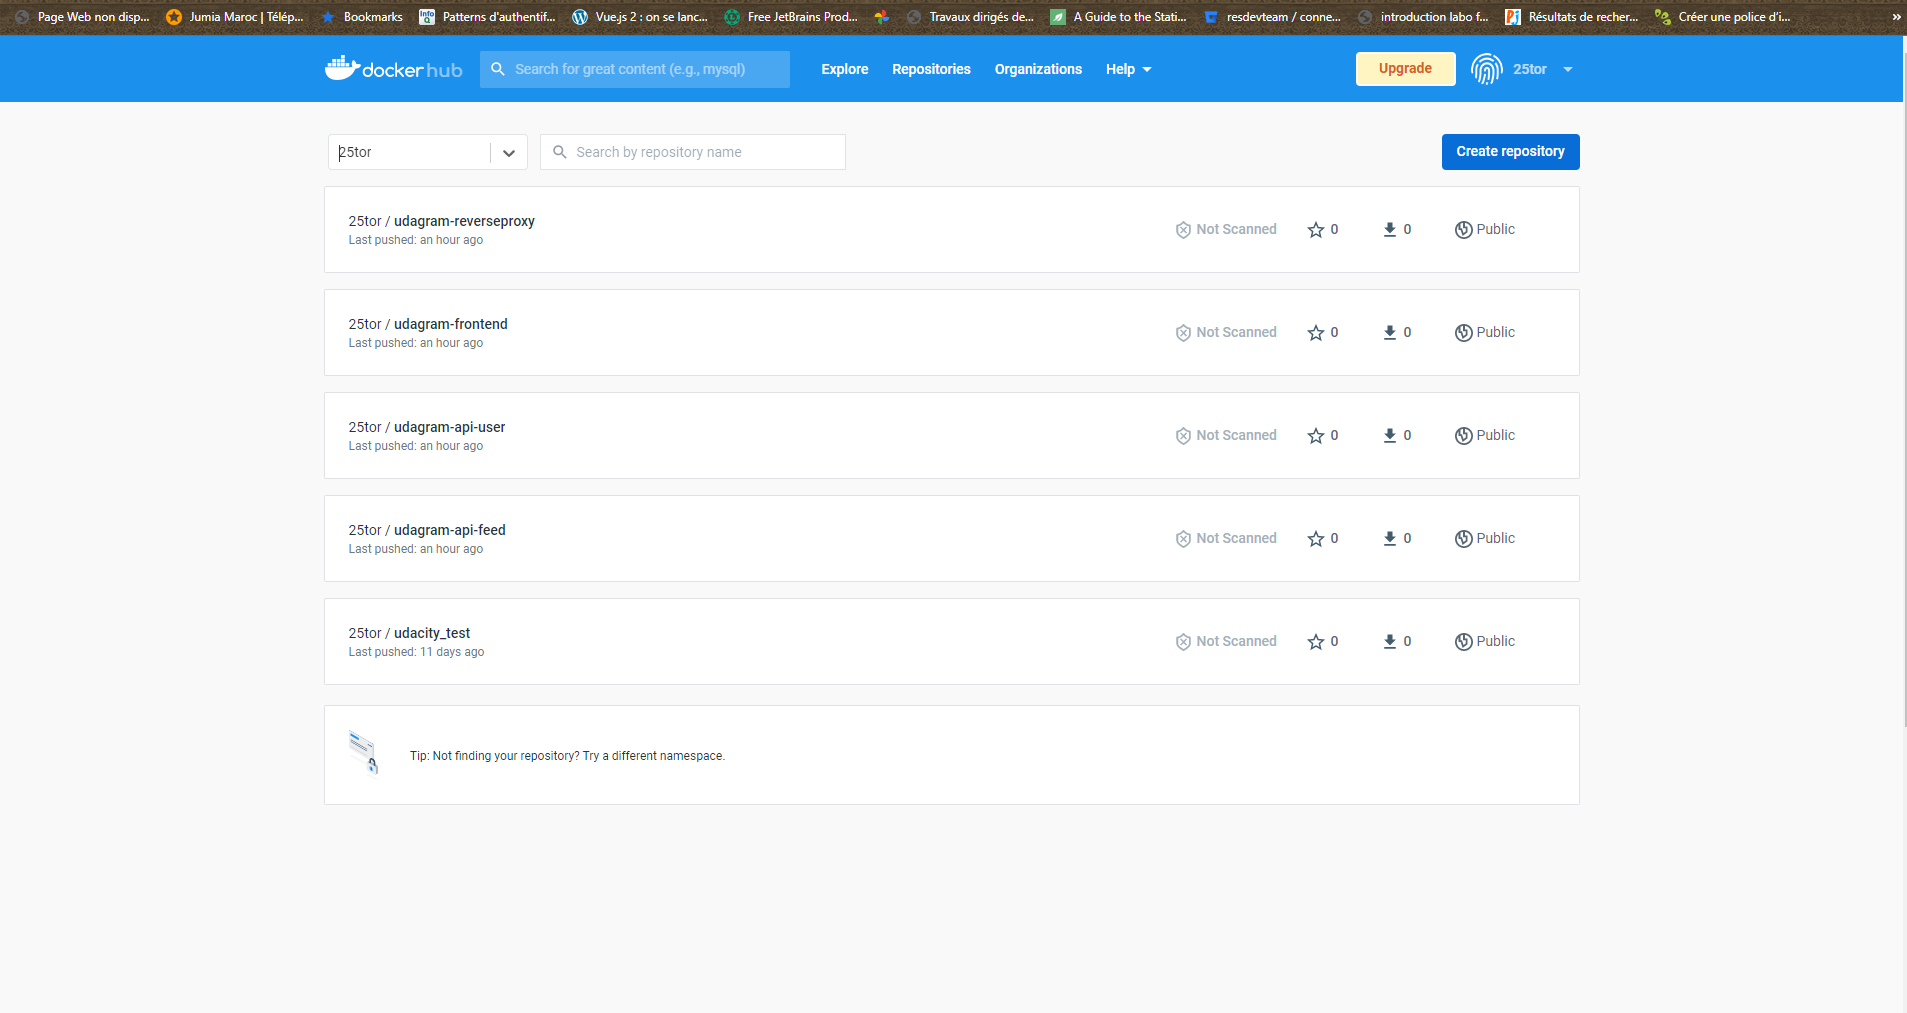 Page Web non disp... Jumia Maroc | Télép... Bookmarks Patterns d'authentif... Vue.js 2 : on se lanc... Free JetBrains Prod... Travaux dirigés de... A Guide to the Stati... resdevteam / conne... introduction labo f... Résultats de recher... Créer une police d'i... »
docker hub Search for great content (e.g., mysql) Explore Repositories Organizations Help Upgrade 25tor
25tor Search by repository name Create repository
25tor / udagram-reverseproxy
Last pushed: an hour ago
Not Scanned 0 0 Public
25tor / udagram-frontend
Last pushed: an hour ago
Not Scanned 0 0 Public
25tor / udagram-api-user
Last pushed: an hour ago
Not Scanned 0 0 Public
25tor / udagram-api-feed
Last pushed: an hour ago
Not Scanned 0 0 Public
25tor / udacity_test
Last pushed: 11 days ago
Not Scanned 0 0 Public
Tip: Not finding your repository? Try a different namespace.